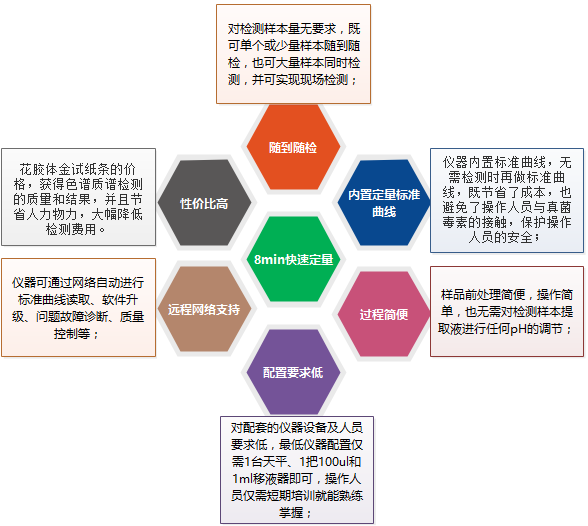 对检测样本量无要求，既
可单个或少量样本随到随
检，也可大量样本同时检
测，并可实现现场检测；
随到随检
花胶体金试纸条的价
格，获得色谱质谱检测
的质量和结果，并且节
省人力物力，大幅降低
检测费用。
性价比高
内置定量标准
曲线
仪器内置标准曲线，无
需检测时再做标准曲
线，既节省了成本，也
避免了操作人员与真菌
毒素的接触，保护操作
人员的安全；
8min快速定量
仪器可通过网络自动进行
标准曲线读取、软件升
级、问题故障诊断、质量
控制等；
远程网络支持
过程简便
样品前处理简便，操作简
单，也无需对检测样本提
取液进行任何pH的调节；
配置要求低
对配套的仪器设备及人员
要求低，最低仪器配置仅
需1台天平、1把100ul和
1ml移液器即可，操作人
员仅需短期培训就能熟练
掌握；